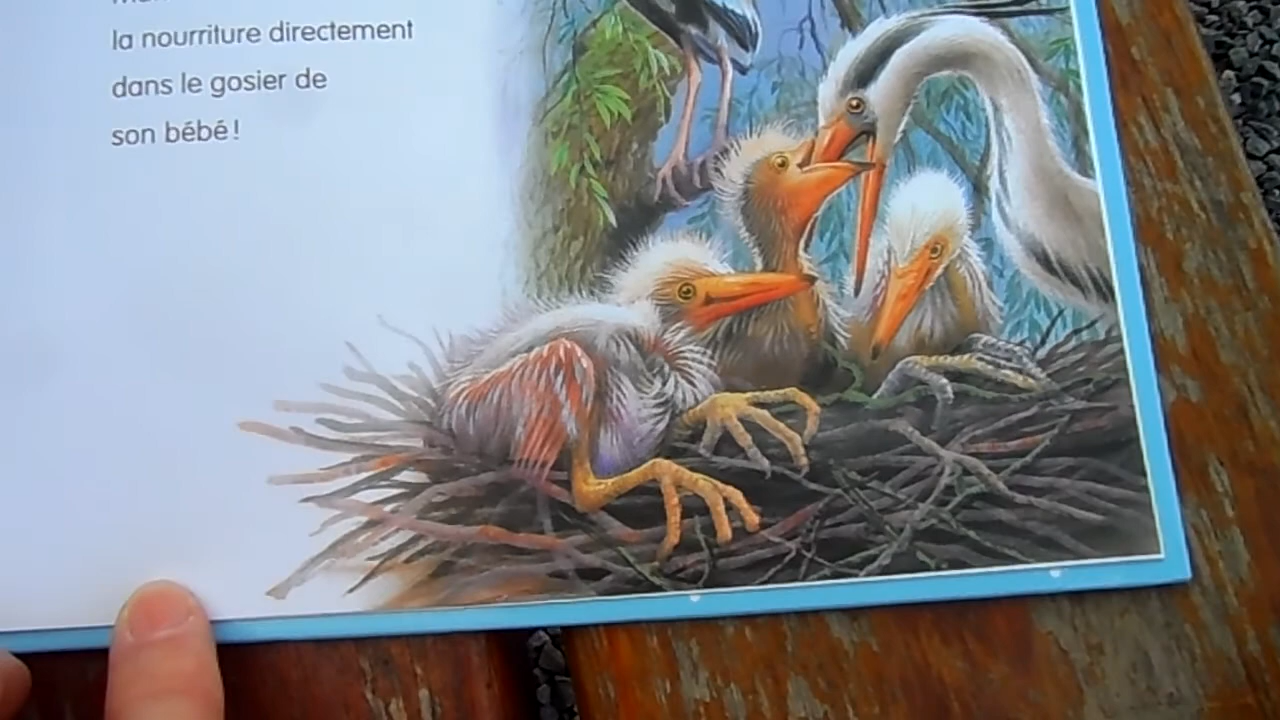 la nourriture directement
dans le gosier de
son bébé !